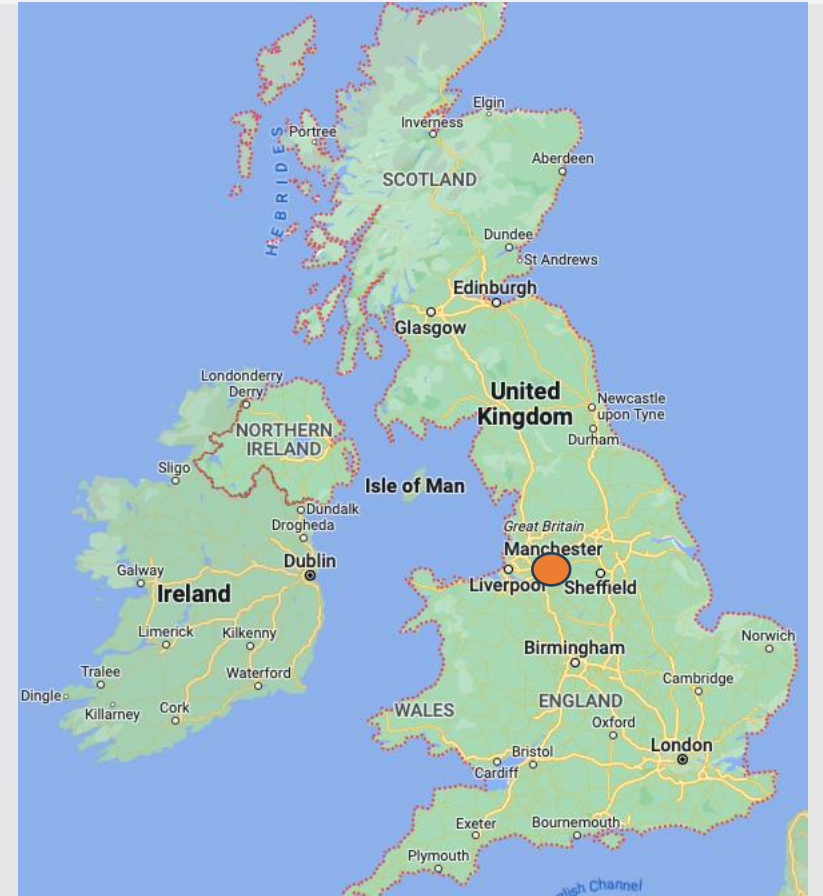 Elgin
Inverness
Portree
HEBRIDES
Aberdeen
SCOTLAND
Dundee
St Andrews
Edinburgh
Glasgow
Londonderry
Derry
United
Kingdom
Newcastle
upon Tyne
NORTHERN
IRELAND
Durham
Sligo
Isle of Man
Dundalk
Drogheda
Great Britain
Manchester
Dublin
Galway
Ireland
Liverpool
Sheffield
Limerick
Kilkenny
Norwich
Birmingham
Tralee
Waterford
Cambridge
Dingle
Killarney
Cork
WALES
ENGLAND
Oxford
London
Bristol
Cardiff
Exeter
Bournemouth
Plymouth
lish Channel